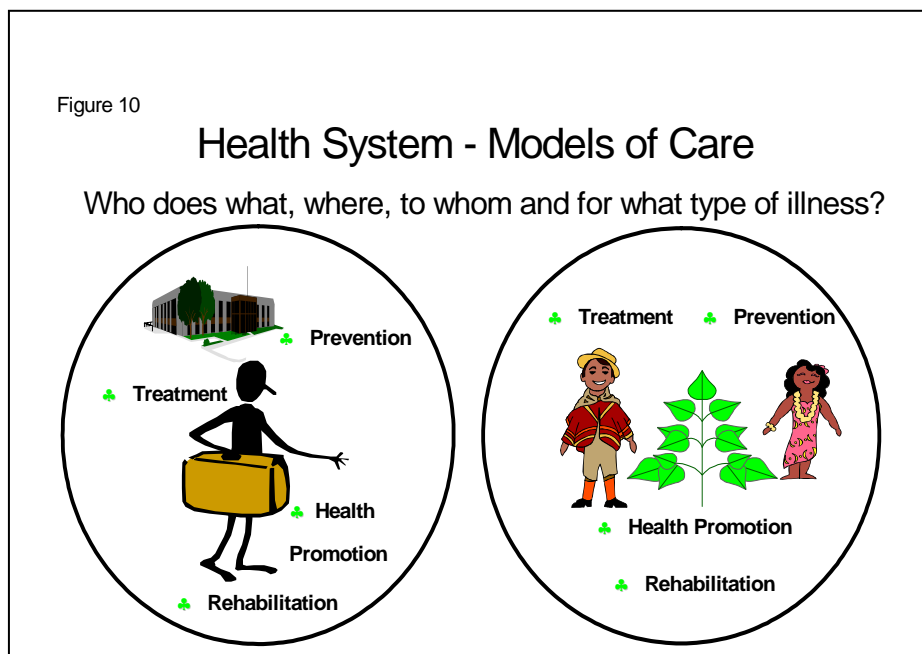 Figure 10
Health System - Models of Care
Who does what, where, to whom and for what type of illness?
♣ Prevention
♣ Treatment
♣ Health
Promotion
♣ Rehabilitation
♣ Treatment ♣ Prevention
♣ Health Promotion
♣ Rehabilitation